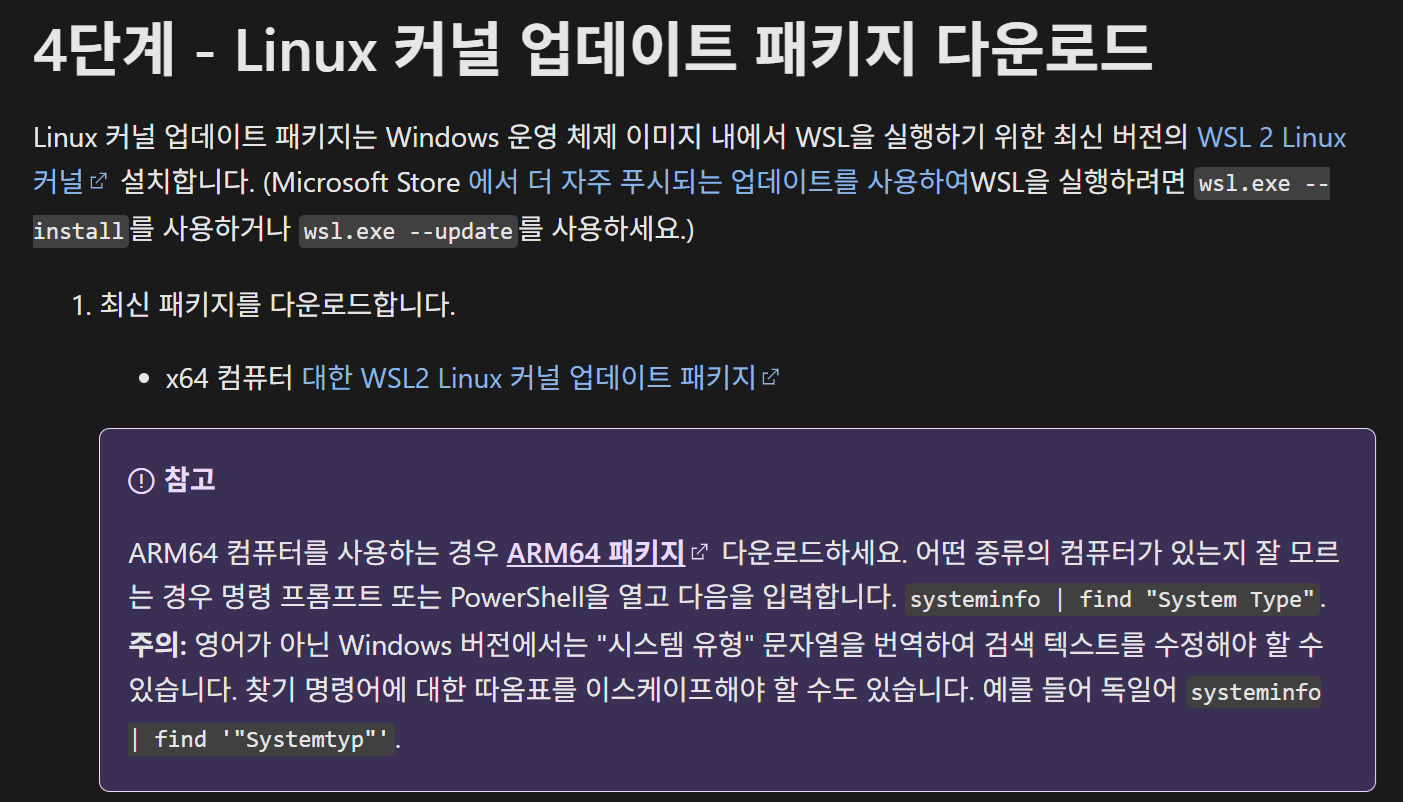 4단계 - Linux 커널 업데이트 패키지 다운로드
Linux 커널 업데이트 패키지는 Windows 운영 체제 이미지 내에서 WSL을 실행하기 위한 최신 버전의 WSL 2 Linux
커널 설치합니다. (Microsoft Store 에서 더 자주 푸시되는 업데이트를 사용하여WSL을 실행하려면 wsl.exe --
install를 사용하거나 wsl.exe --update를 사용하세요.)
1. 최신 패키지를 다운로드합니다.
• x64 컴퓨터 대한 WSL2 Linux 커널 업데이트 패키지
참고
ARM64 컴퓨터를 사용하는 경우 ARM64 패키지 다운로드하세요. 어떤 종류의 컴퓨터가 있는지 잘 모르
는 경우 명령 프롬프트 또는 PowerShell을 열고 다음을 입력합니다. systeminfo | find "System Type".
주의: 영어가 아닌 Windows 버전에서는 "시스템 유형" 문자열을 번역하여 검색 텍스트를 수정해야 할 수
있습니다. 찾기 명령어에 대한 따옴표를 이스케이프해야 할 수도 있습니다. 예를 들어 독일어 systeminfo
| find '"Systemtyp"'.